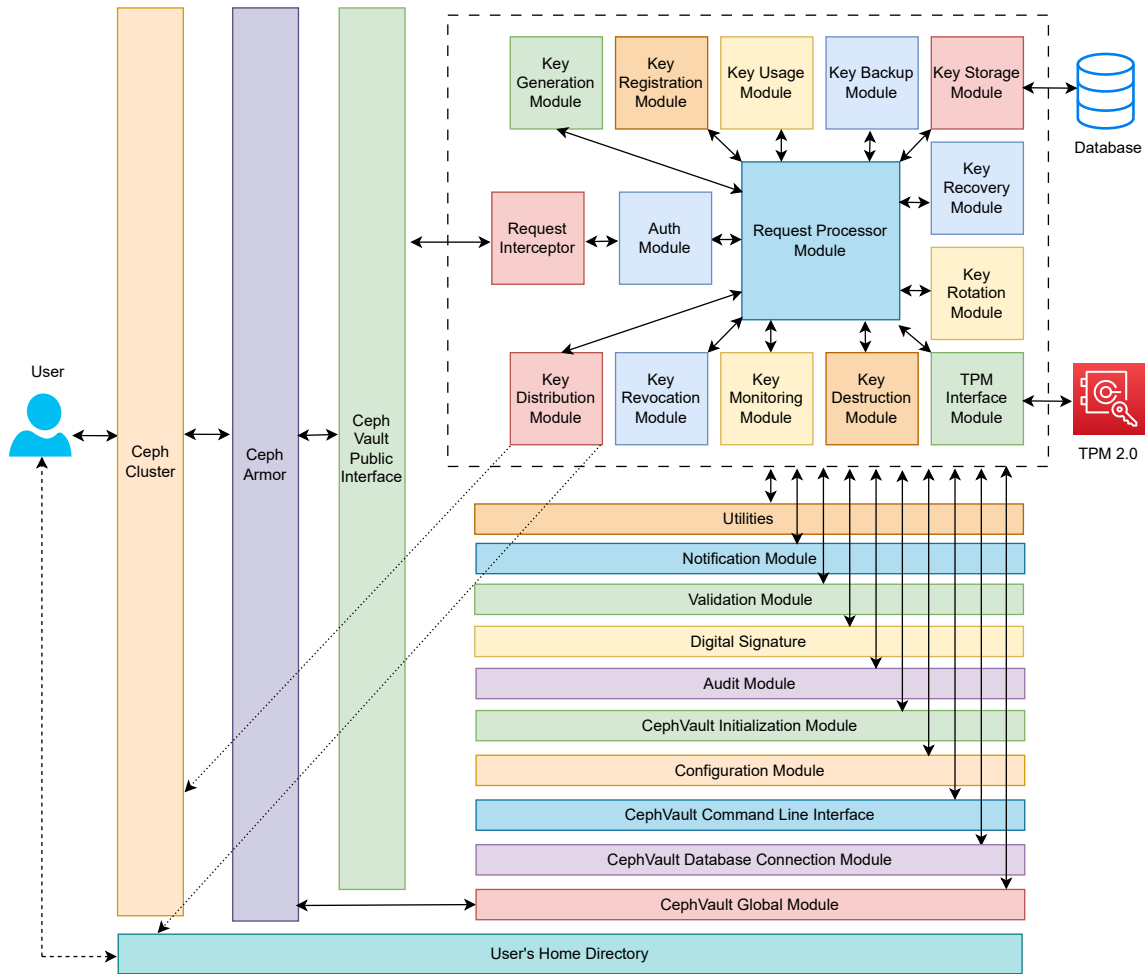 Key
Generation
Module
Key
Registration
Module
Key Usage
Module
Key Backup
Module
Key Storage
Module
Database
Key
Recovery
Module
Request
Interceptor
Auth
Module
Request Processor
Module
Key
Rotation
Module
User
Key
Distribution
Module
Key
Revocation
Module
Key
Monitoring
Module
Key
Destruction
Module
TPM
Interface
Module
TPM 2.0
Ceph
Cluster
Ceph
Armor
Ceph
Vault
Public
Interface
Utilities
Notification Module
Validation Module
Digital Signature
Audit Module
CephVault Initialization Module
Configuration Module
CephVault Command Line Interface
CephVault Database Connection Module
CephVault Global Module
User's Home Directory